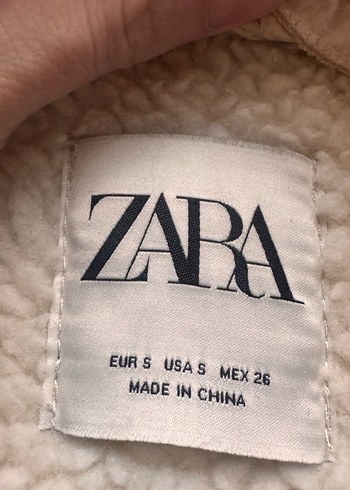 ZARA
EUR S USA S MEX 26
MADE IN CHINA